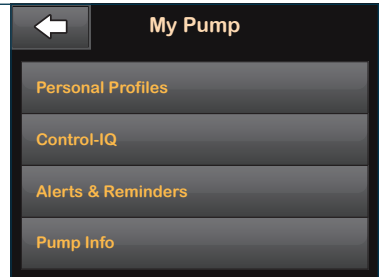 My Pump
Personal Profiles
Control-IQ
Alerts & Reminders
Pump Info